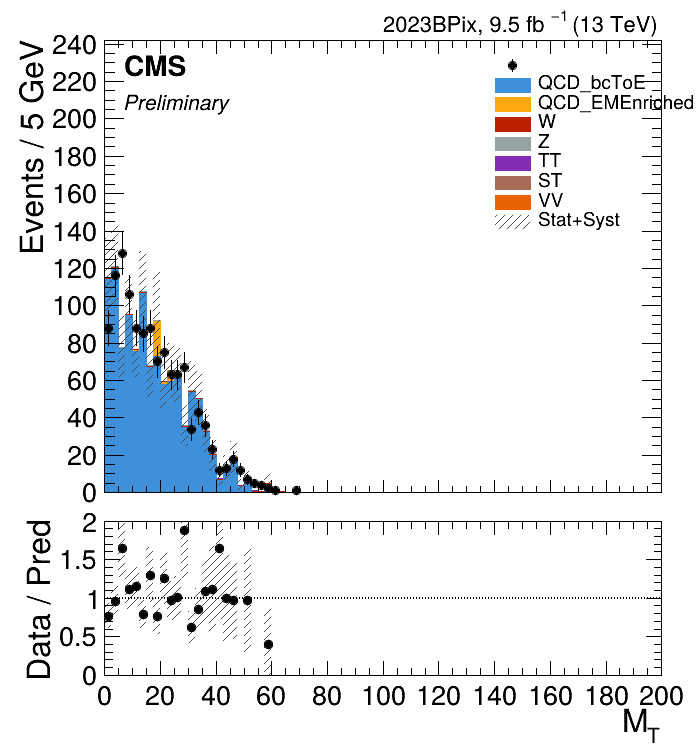 2023BPix, 9.5 fb⁻¹ (13 TeV)
CMS
Preliminary
QCD_bcToE
QCD_EMEnriched
W
Z
TT
ST
VV
Stat+Syst
Events / 5 GeV
240
220
200
180
160
140
120
100
80
60
40
20
0
Data / Pred
2
1.5
1
0.5
0
0 20 40 60 80 100 120 140 160 180 200
M_T